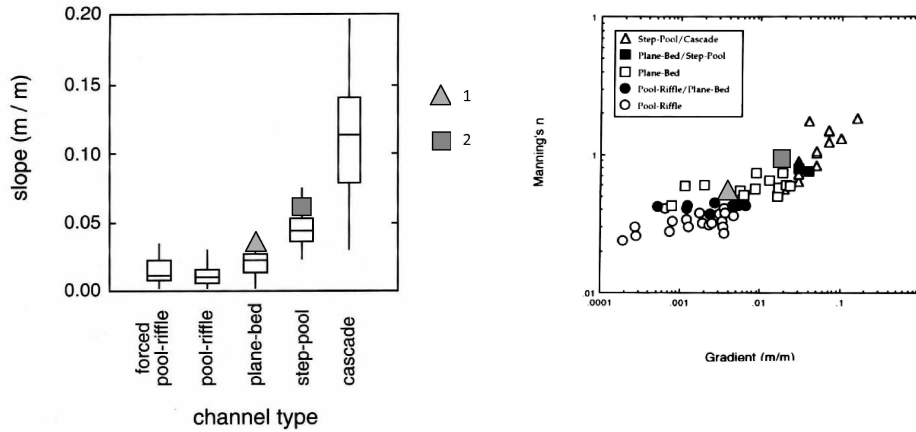 0.20
0.15
0.10
0.05
0.00
slope (m / m)
forced
pool-riffle
pool-riffle
plane-bed
step-pool
cascade
channel type
1
2
1
.1
.01
Manning's n
Step-Pool/Cascade
Plane-Bed/Step-Pool
Plane-Bed
Pool-Riffle/Plane-Bed
Pool-Riffle
.0001
.001
.01
.1
Gradient (m/m)